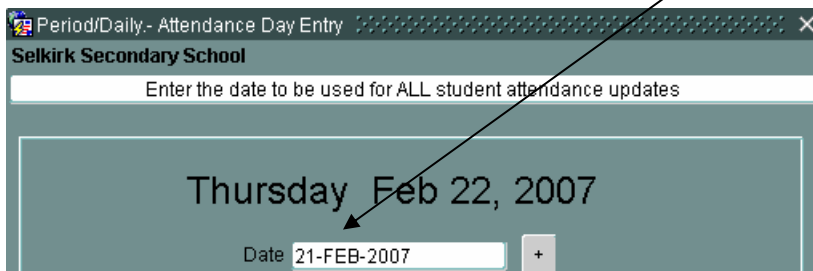 Period/Daily.- Attendance Day Entry
Selkirk Secondary School
Enter the date to be used for ALL student attendance updates
Thursday Feb 22, 2007
Date 21-FEB-2007 +